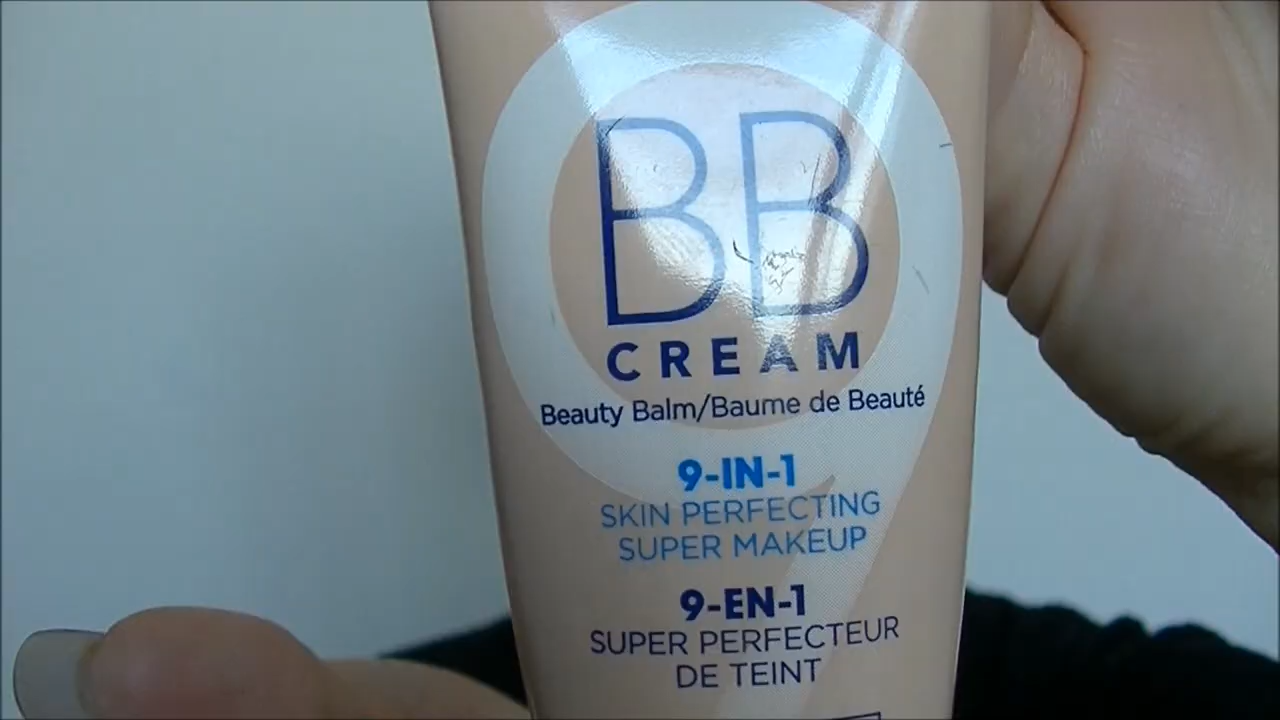 BB
CREAM
Beauty Balm/Baume de Beauté
9-IN-1
SKIN PERFECTING
SUPER MAKEUP
9-EN-1
SUPER PERFECTEUR
DE TEINT